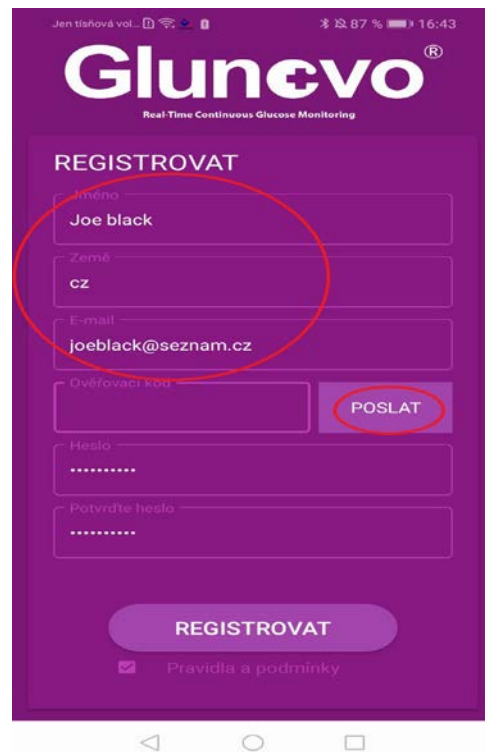 Jen tísňová vol... 87 % 16:43
Glunovo®
Real-Time Continuous Glucose Monitoring
REGISTROVAT
Jméno
Joe black
Země
cz
E-mail
joeblack@seznam.cz
Ověřovací kód
POSLAT
Heslo
••••••••••
Potvrďte heslo
••••••••••
REGISTROVAT
Pravidla a podmínky